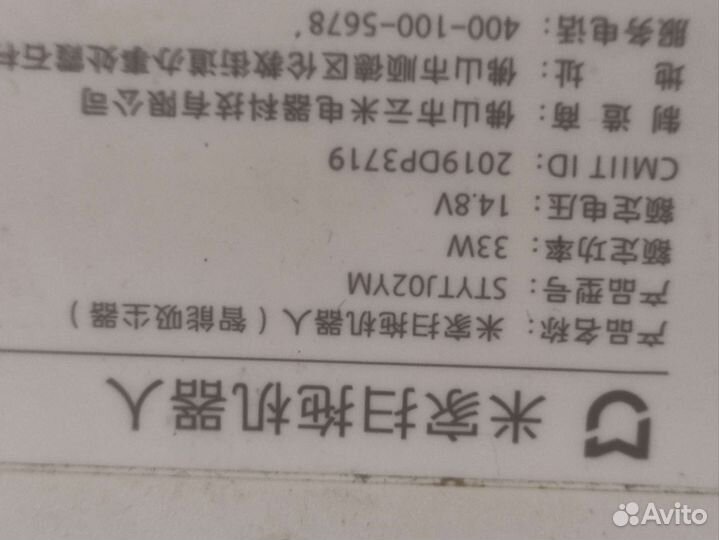 米家扫拖机器人
产品名称：米家扫拖机器人（智能吸尘器）
产品型号：STYTJ02YM
额定功率：33W
额定电压：14.8V
CMIIT ID：2019DP3719
制 造 商：佛山市云米电器科技有限公司
地 址：佛山市顺德区伦教街道办事处霞石村
服务电话：400-100-5678
Avito